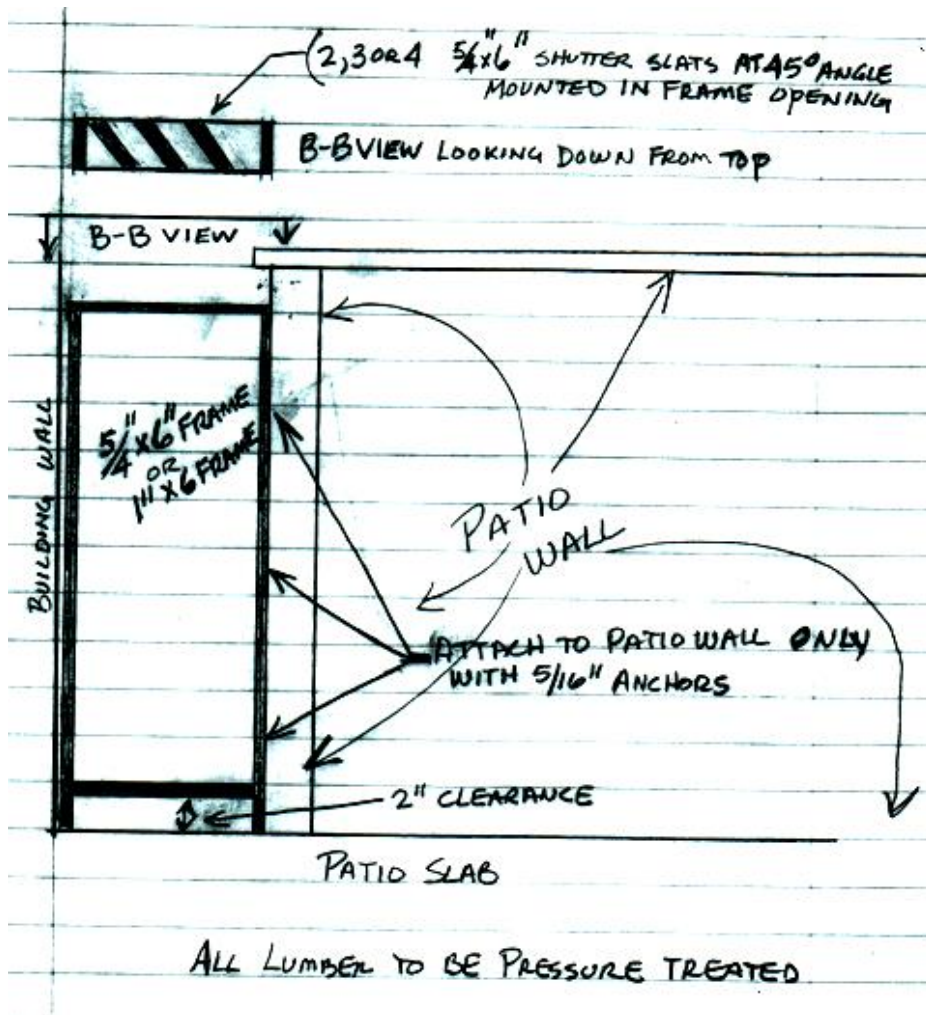 (2,3 OR 4 5/4"x6" SHUTTER SLATS AT 45° ANGLE
MOUNTED IN FRAME OPENING
B-B VIEW LOOKING DOWN FROM TOP
B-B VIEW
BUILDING WALL
5/4"x6" FRAME
OR
1"x6 FRAME
PATIO
WALL
ATTACH TO PATIO WALL ONLY
WITH 5/16" ANCHORS
2" CLEARANCE
PATIO SLAB
ALL LUMBER TO BE PRESSURE TREATED